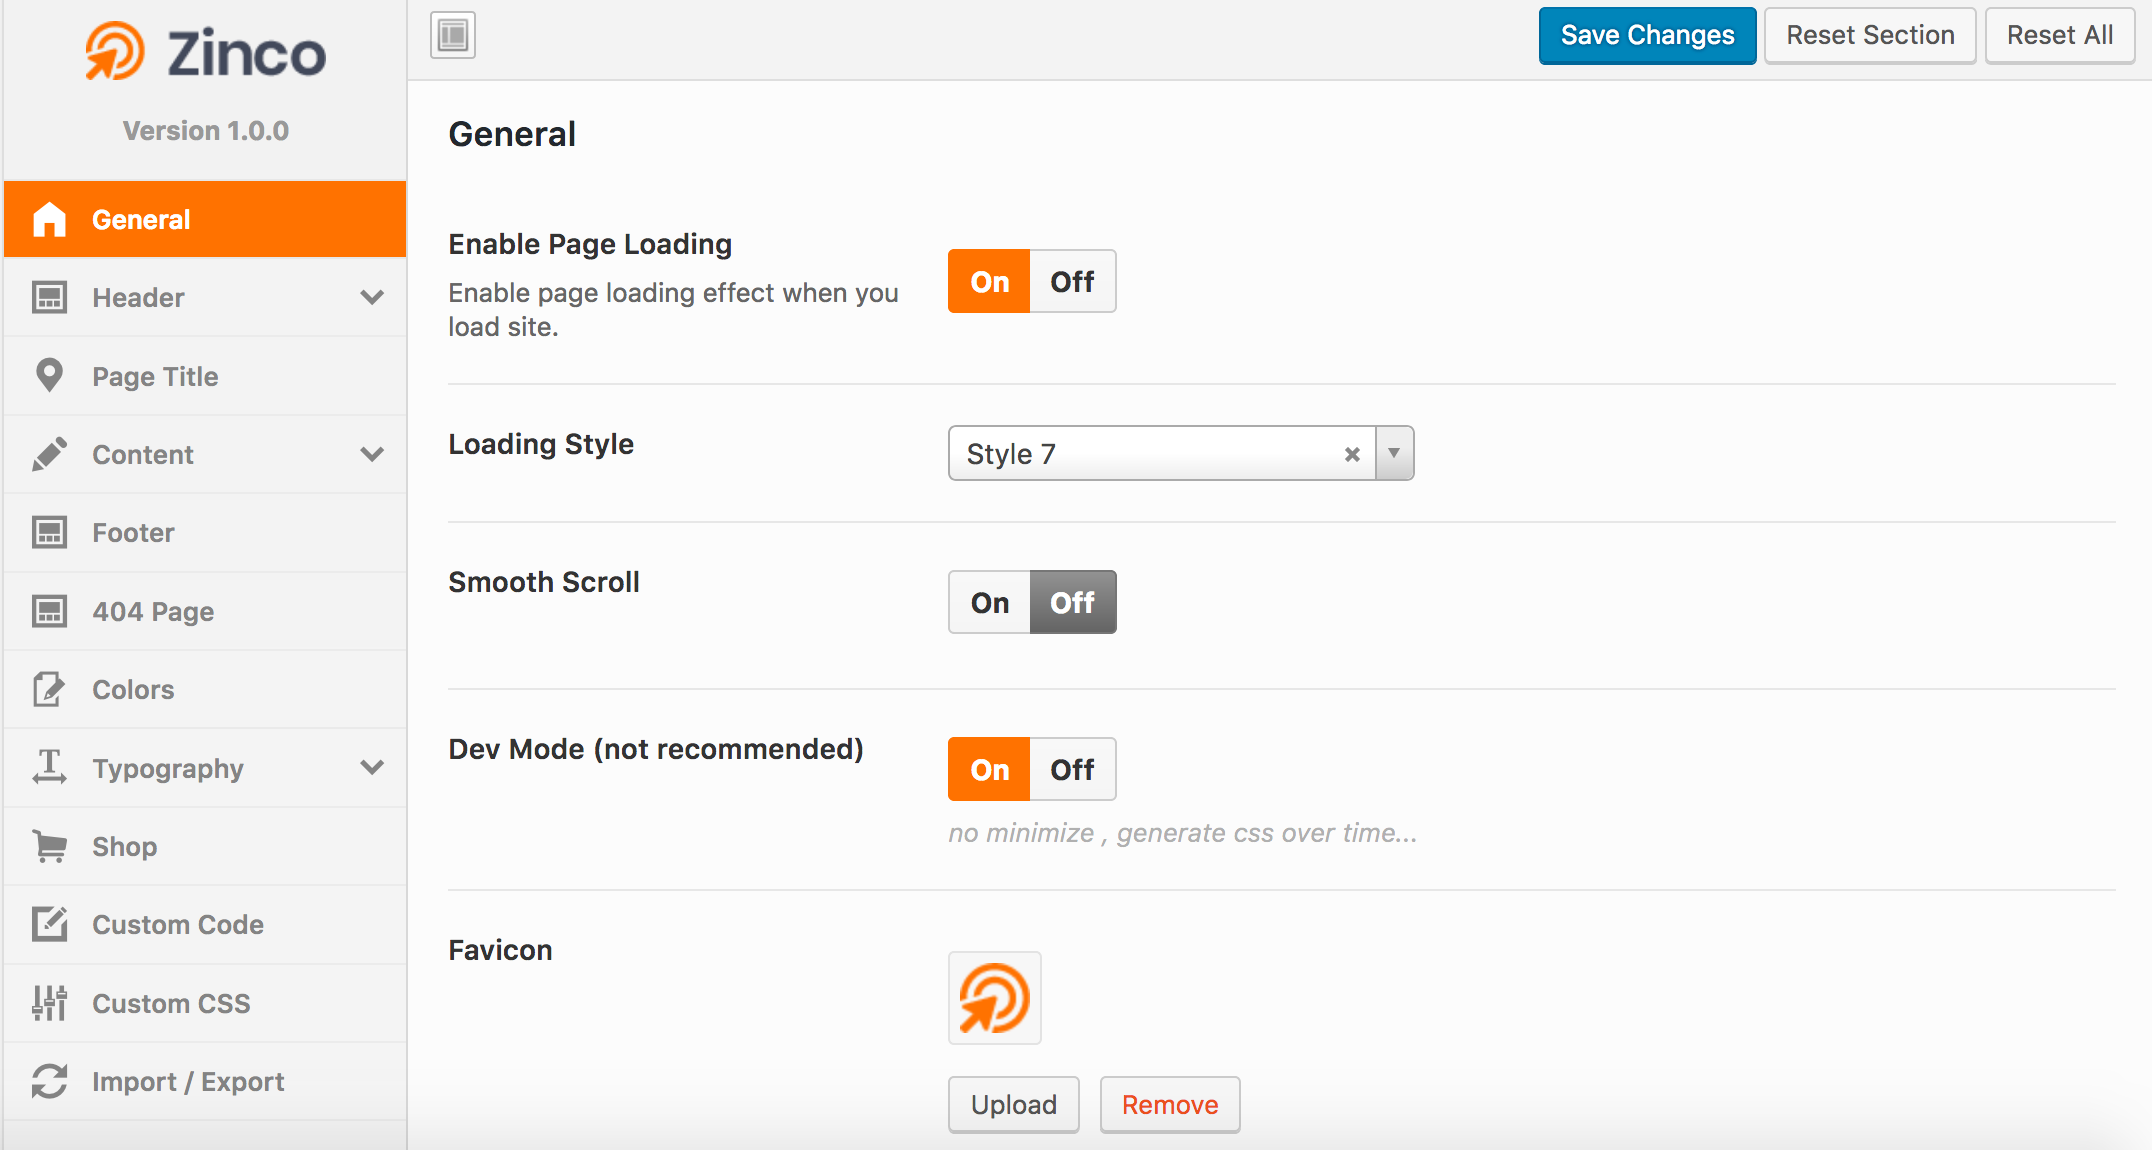 Zinco
Version 1.0.0
General
Header
Page Title
Content
Footer
404 Page
Colors
Typography
Shop
Custom Code
Custom CSS
Import / Export
Save Changes
Reset Section
Reset All
General
Enable Page Loading
Enable page loading effect when you
load site.
On Off
Loading Style
Style 7
Smooth Scroll
On Off
Dev Mode (not recommended)
On Off
no minimize , generate css over time...
Favicon
Upload
Remove